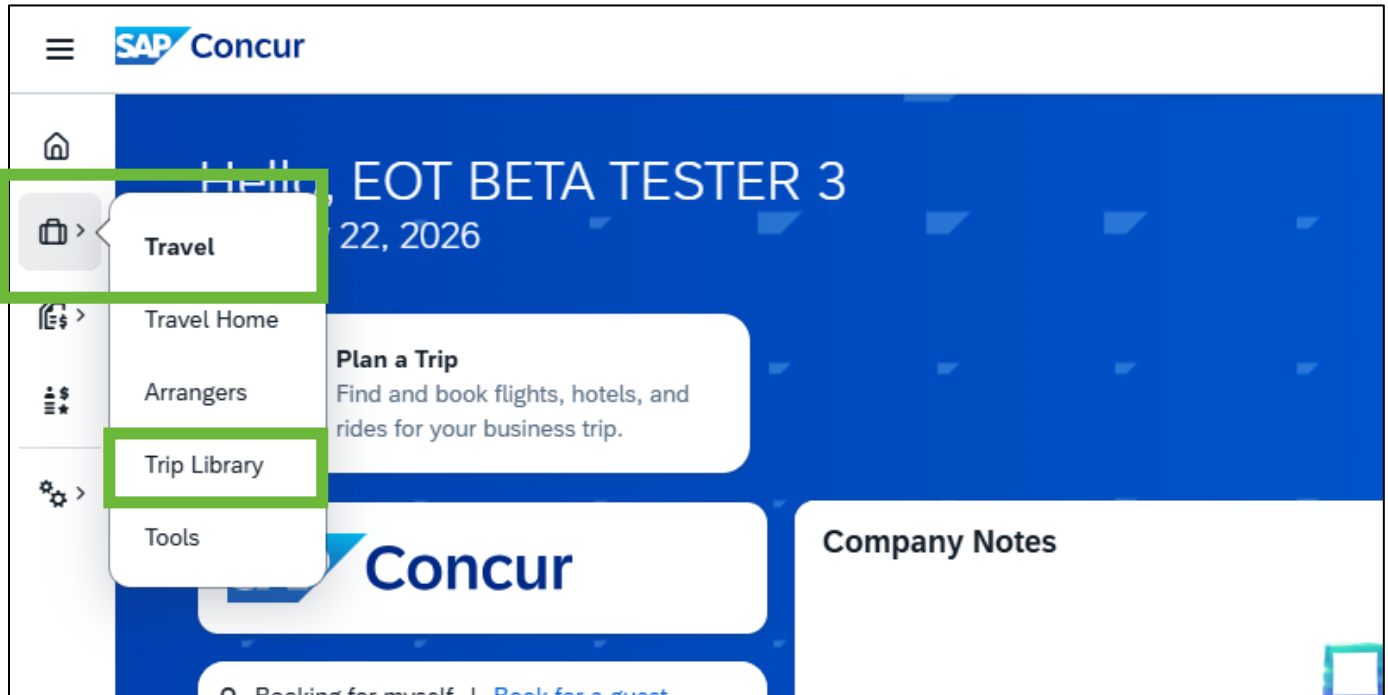 SAP Concur
Hello, EOT BETA TESTER 3
22, 2026
Travel
Travel Home
Arrangers
Trip Library
Tools
Plan a Trip
Find and book flights, hotels, and
rides for your business trip.
Concur
Company Notes
Booking for myself | Book for a guest